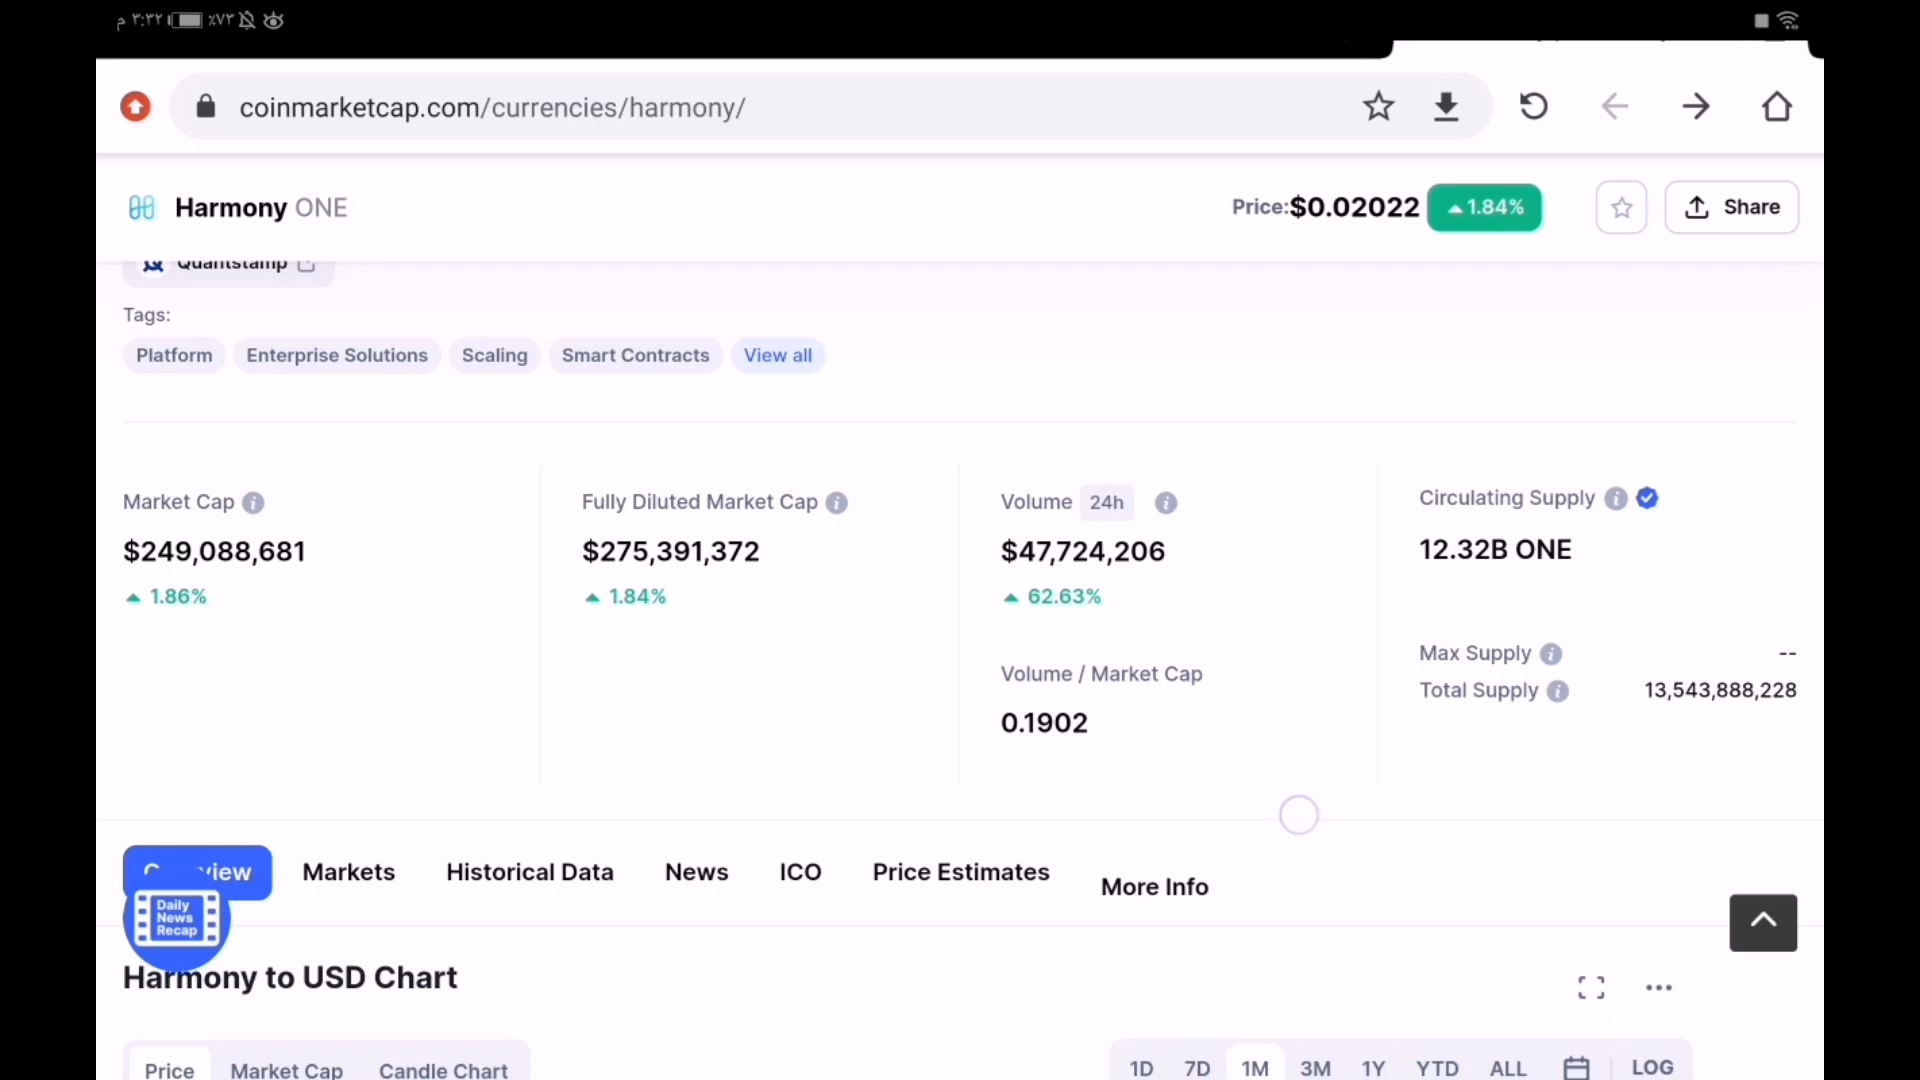 م ٣:٣٢ ٪٧٣
coinmarketcap.com/currencies/harmony/
Harmony ONE
Price:$0.02022 1.84%
Share
Quantstamp
Tags:
Platform Enterprise Solutions Scaling Smart Contracts View all
Market Cap Fully Diluted Market Cap Volume 24h Circulating Supply
$249,088,681 $275,391,372 $47,724,206 12.32B ONE
1.86% 1.84% 62.63%
Max Supply --
Volume / Market Cap Total Supply 13,543,888,228
0.1902
Markets Historical Data News ICO Price Estimates More Info
Daily
News
Recap
Harmony to USD Chart
Price Market Cap Candle Chart 1D 7D 1M 3M 1Y YTD ALL LOG